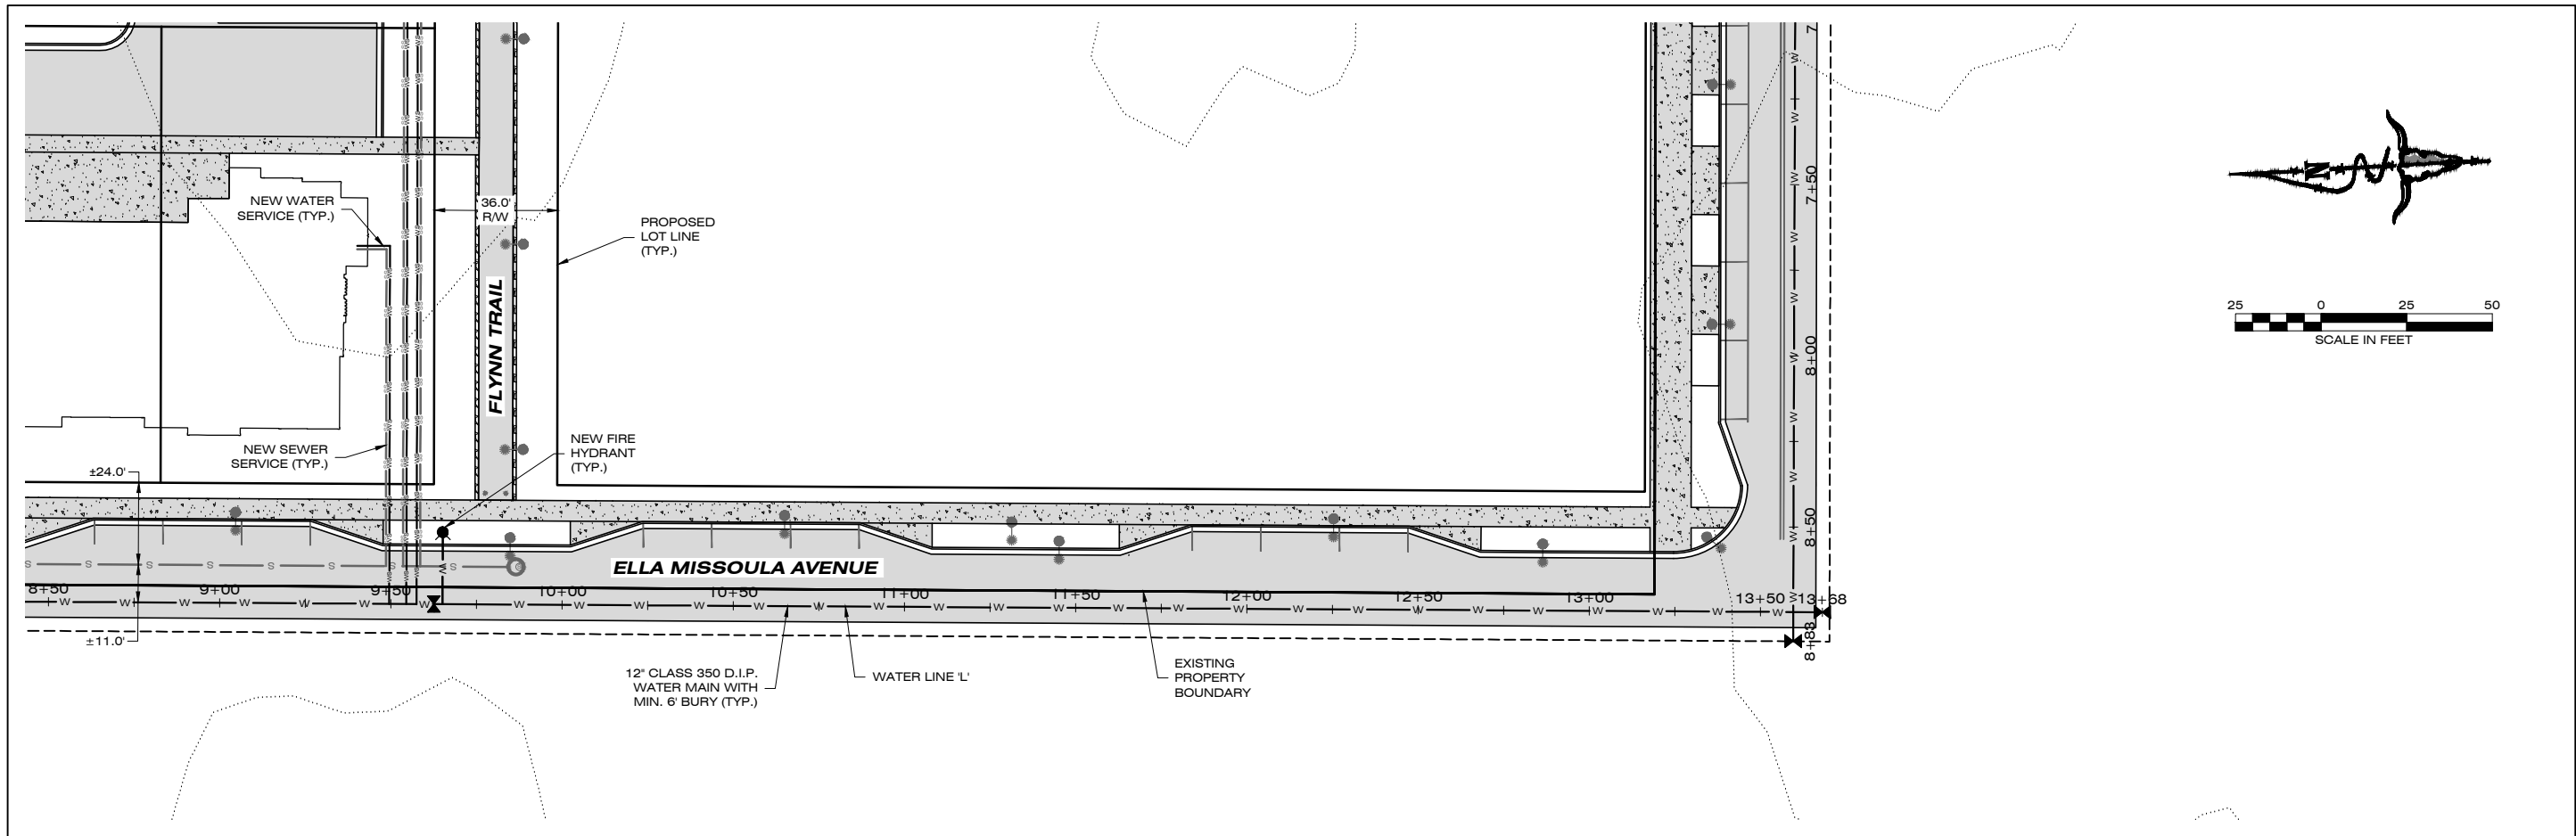 NEW WATER
SERVICE (TYP.)
36.0'
R/W
PROPOSED
LOT LINE
(TYP.)
FLYNN TRAIL
NEW FIRE
HYDRANT
(TYP.)
NEW SEWER
SERVICE (TYP.)
±24.0'
±11.0'
ELLA MISSOULA AVENUE
8+50
9+00
9+50
10+00
10+50
11+00
11+50
12+00
12+50
13+00
13+50
13+68
12" CLASS 350 D.I.P.
WATER MAIN WITH
MIN. 6' BURY (TYP.)
WATER LINE 'L'
EXISTING
PROPERTY
BOUNDARY
7
7+50
8+00
8+50
8+83
N
25 0 25 50
SCALE IN FEET